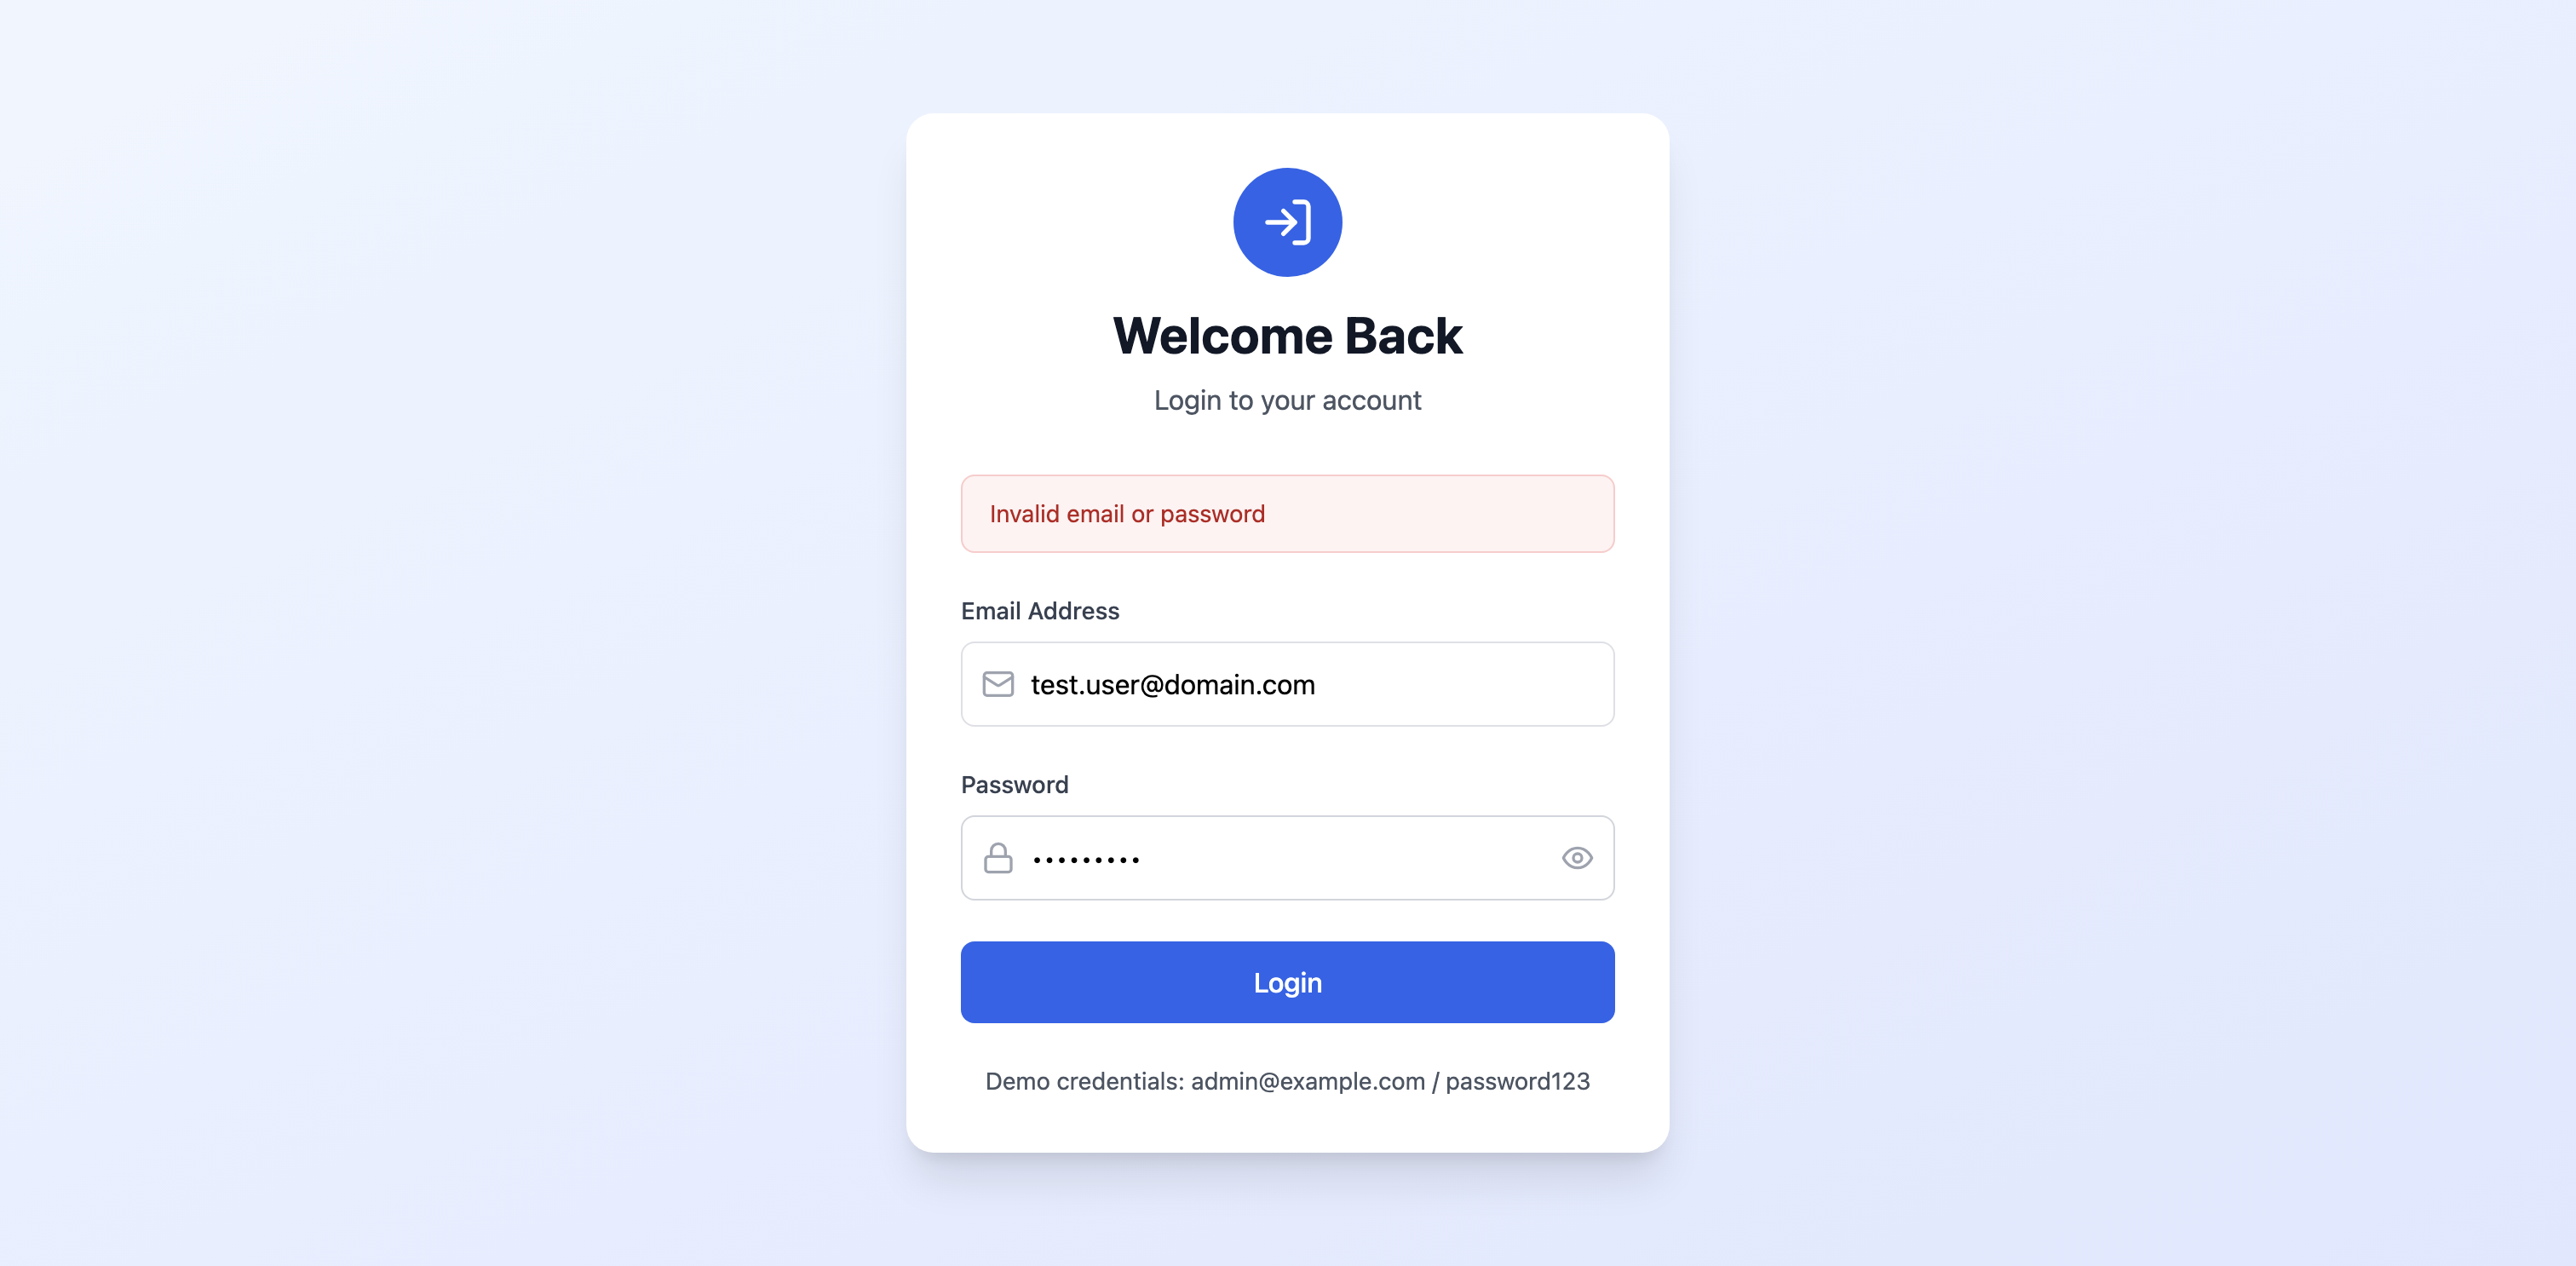 Welcome Back
Login to your account
Invalid email or password
Email Address
test.user@domain.com
Password
•••••••••
Login
Demo credentials: admin@example.com / password123